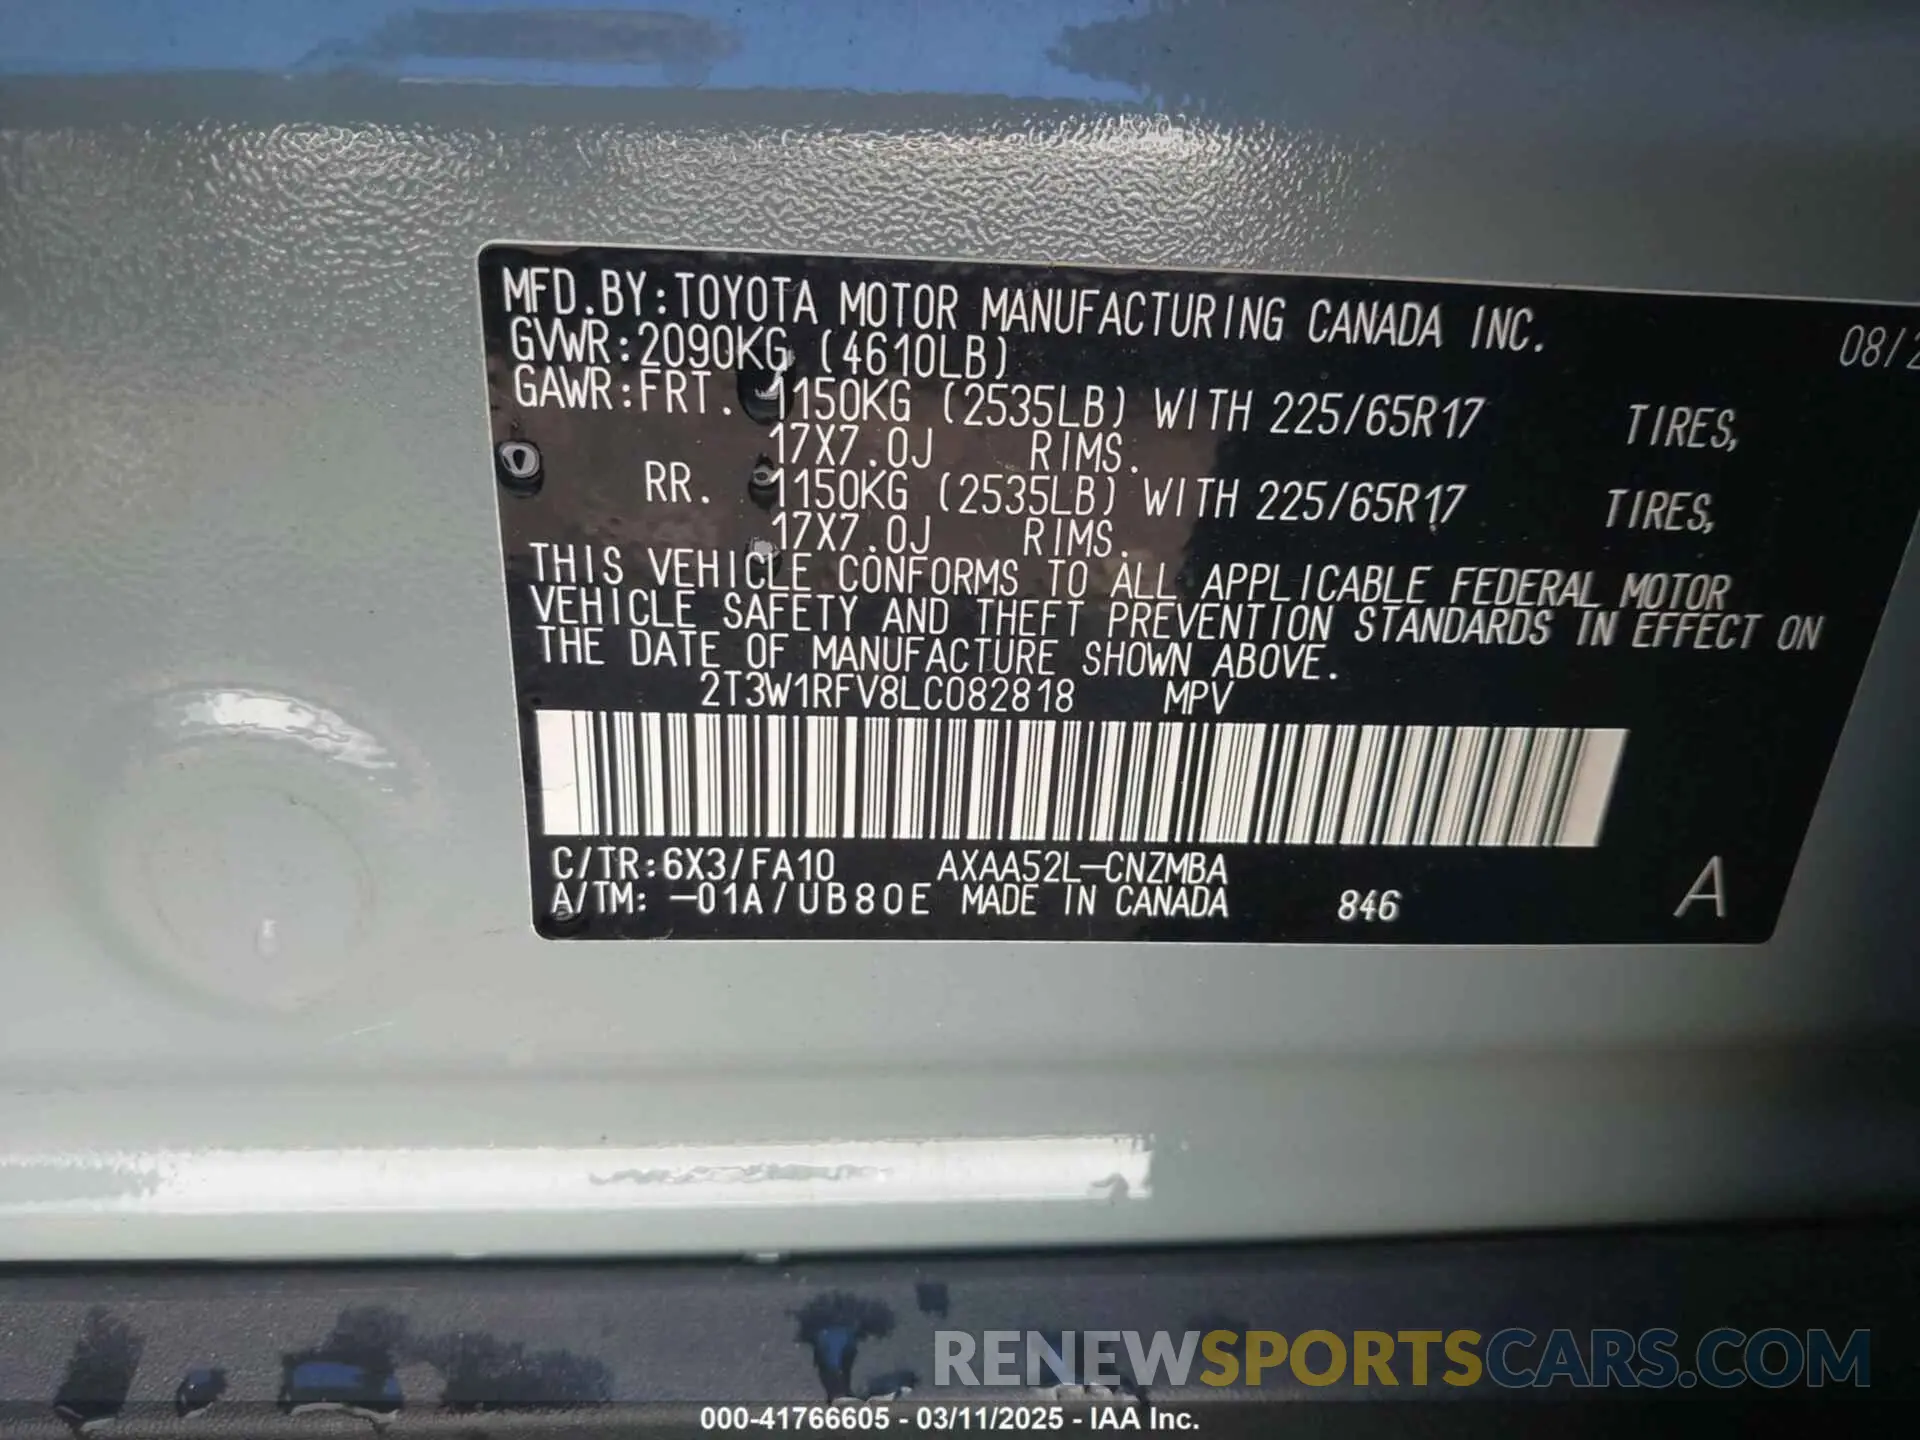 MFD.BY:TOYOTA MOTOR MANUFACTURING CANADA INC. 08/2
GVWR:2090KG (4610LB)
GAWR:FRT. 1150KG (2535LB) WITH 225/65R17 TIRES,
17X7.0J RIMS.
RR. 1150KG (2535LB) WITH 225/65R17 TIRES,
17X7.0J RIMS.
THIS VEHICLE CONFORMS TO ALL APPLICABLE FEDERAL MOTOR
VEHICLE SAFETY AND THEFT PREVENTION STANDARDS IN EFFECT ON
THE DATE OF MANUFACTURE SHOWN ABOVE.
2T3W1RFV8LC082818 MPV
C/TR:6X3/FA10 AXAA52L-CNZMBA
A/TM: -01A/UB80E MADE IN CANADA 846 A
RENEWSPORTSCARS.COM
000-41766605 - 03/11/2025 - IAA Inc.